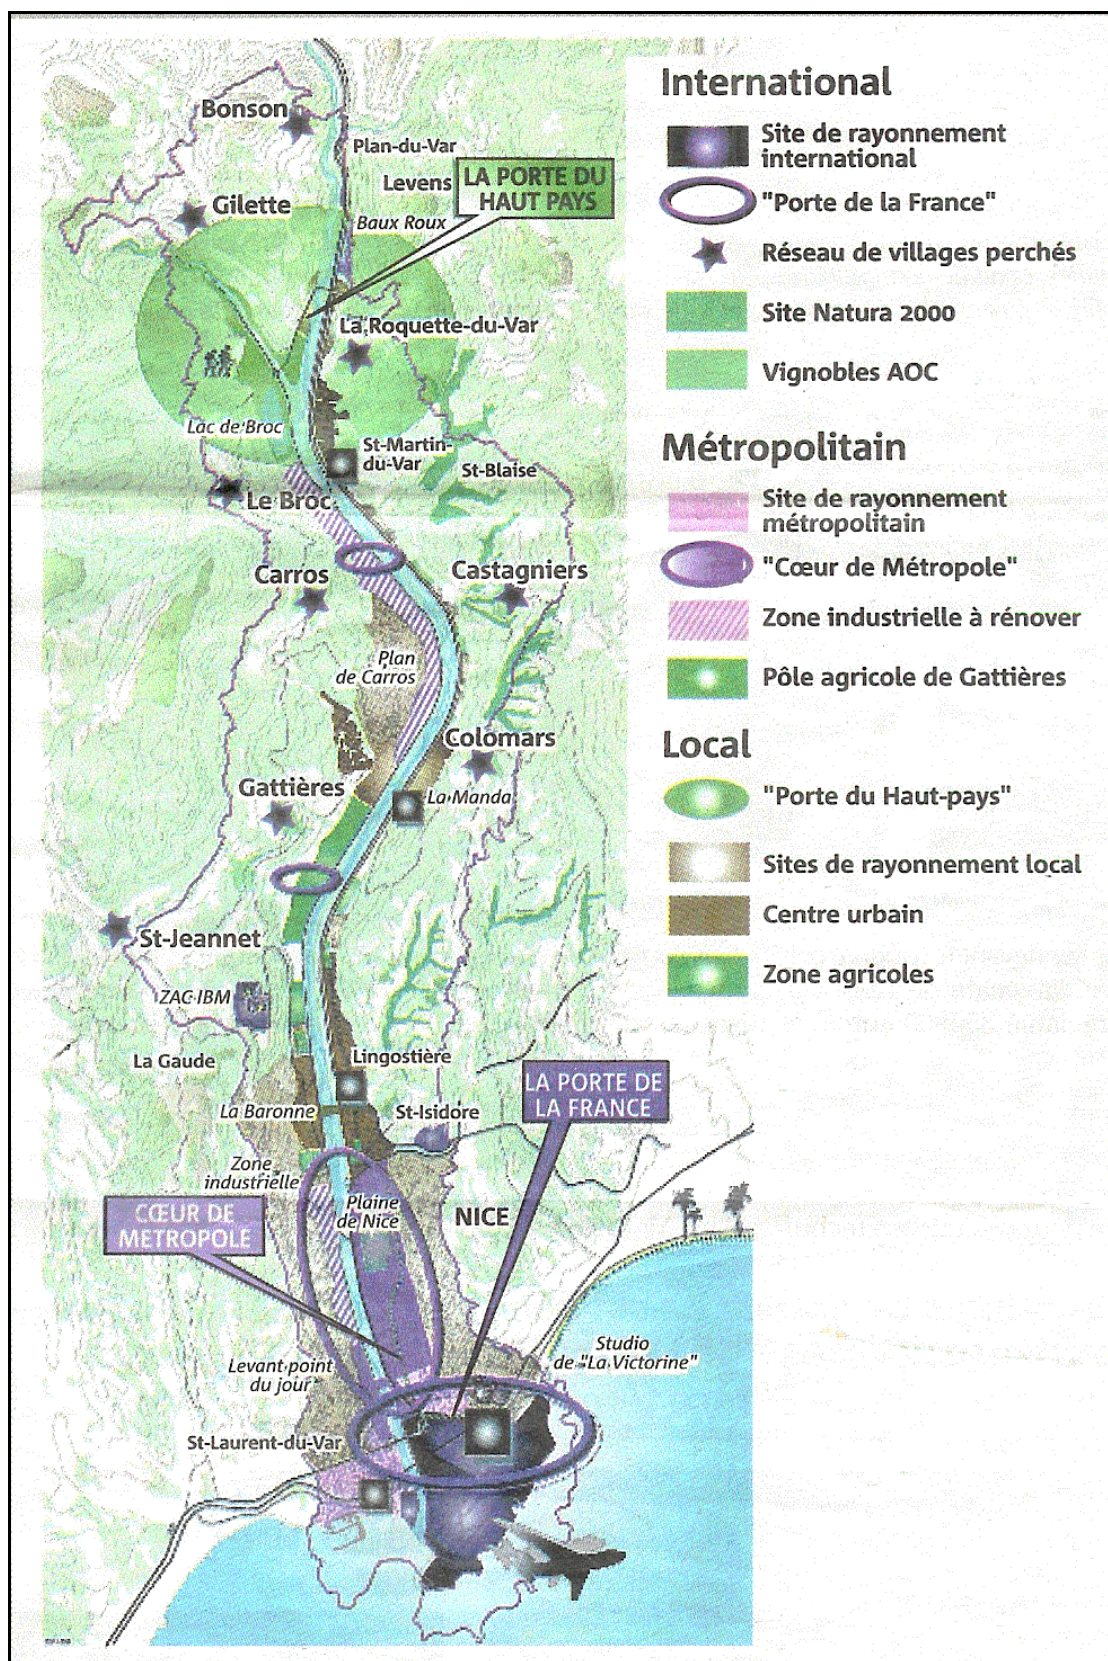 Bonson
Plan-du-Var
Levens
LA PORTE DU
HAUT PAYS
Gilette
Baux Roux
La Roquette-du-Var
Lac de Broc
St-Martin-
du-Var
St-Blaise
Le Broc
Carros
Castagniers
Plan
de Carros
Colomars
Gattières
La Manda
St-Jeannet
ZAC IBM
La Gaude
Lingostière
LA PORTE DE
LA FRANCE
La Baronne
St-Isidore
Zone
industrielle
Plaine
de Nice
NICE
CŒUR DE
METROPOLE
Levant point
du jour
Studio
de "La Victorine"
St-Laurent-du-Var
International
Site de rayonnement
international
"Porte de la France"
Réseau de villages perchés
Site Natura 2000
Vignobles AOC
Métropolitain
Site de rayonnement
métropolitain
"Cœur de Métropole"
Zone industrielle à rénover
Pôle agricole de Gattières
Local
"Porte du Haut-pays"
Sites de rayonnement local
Centre urbain
Zone agricoles